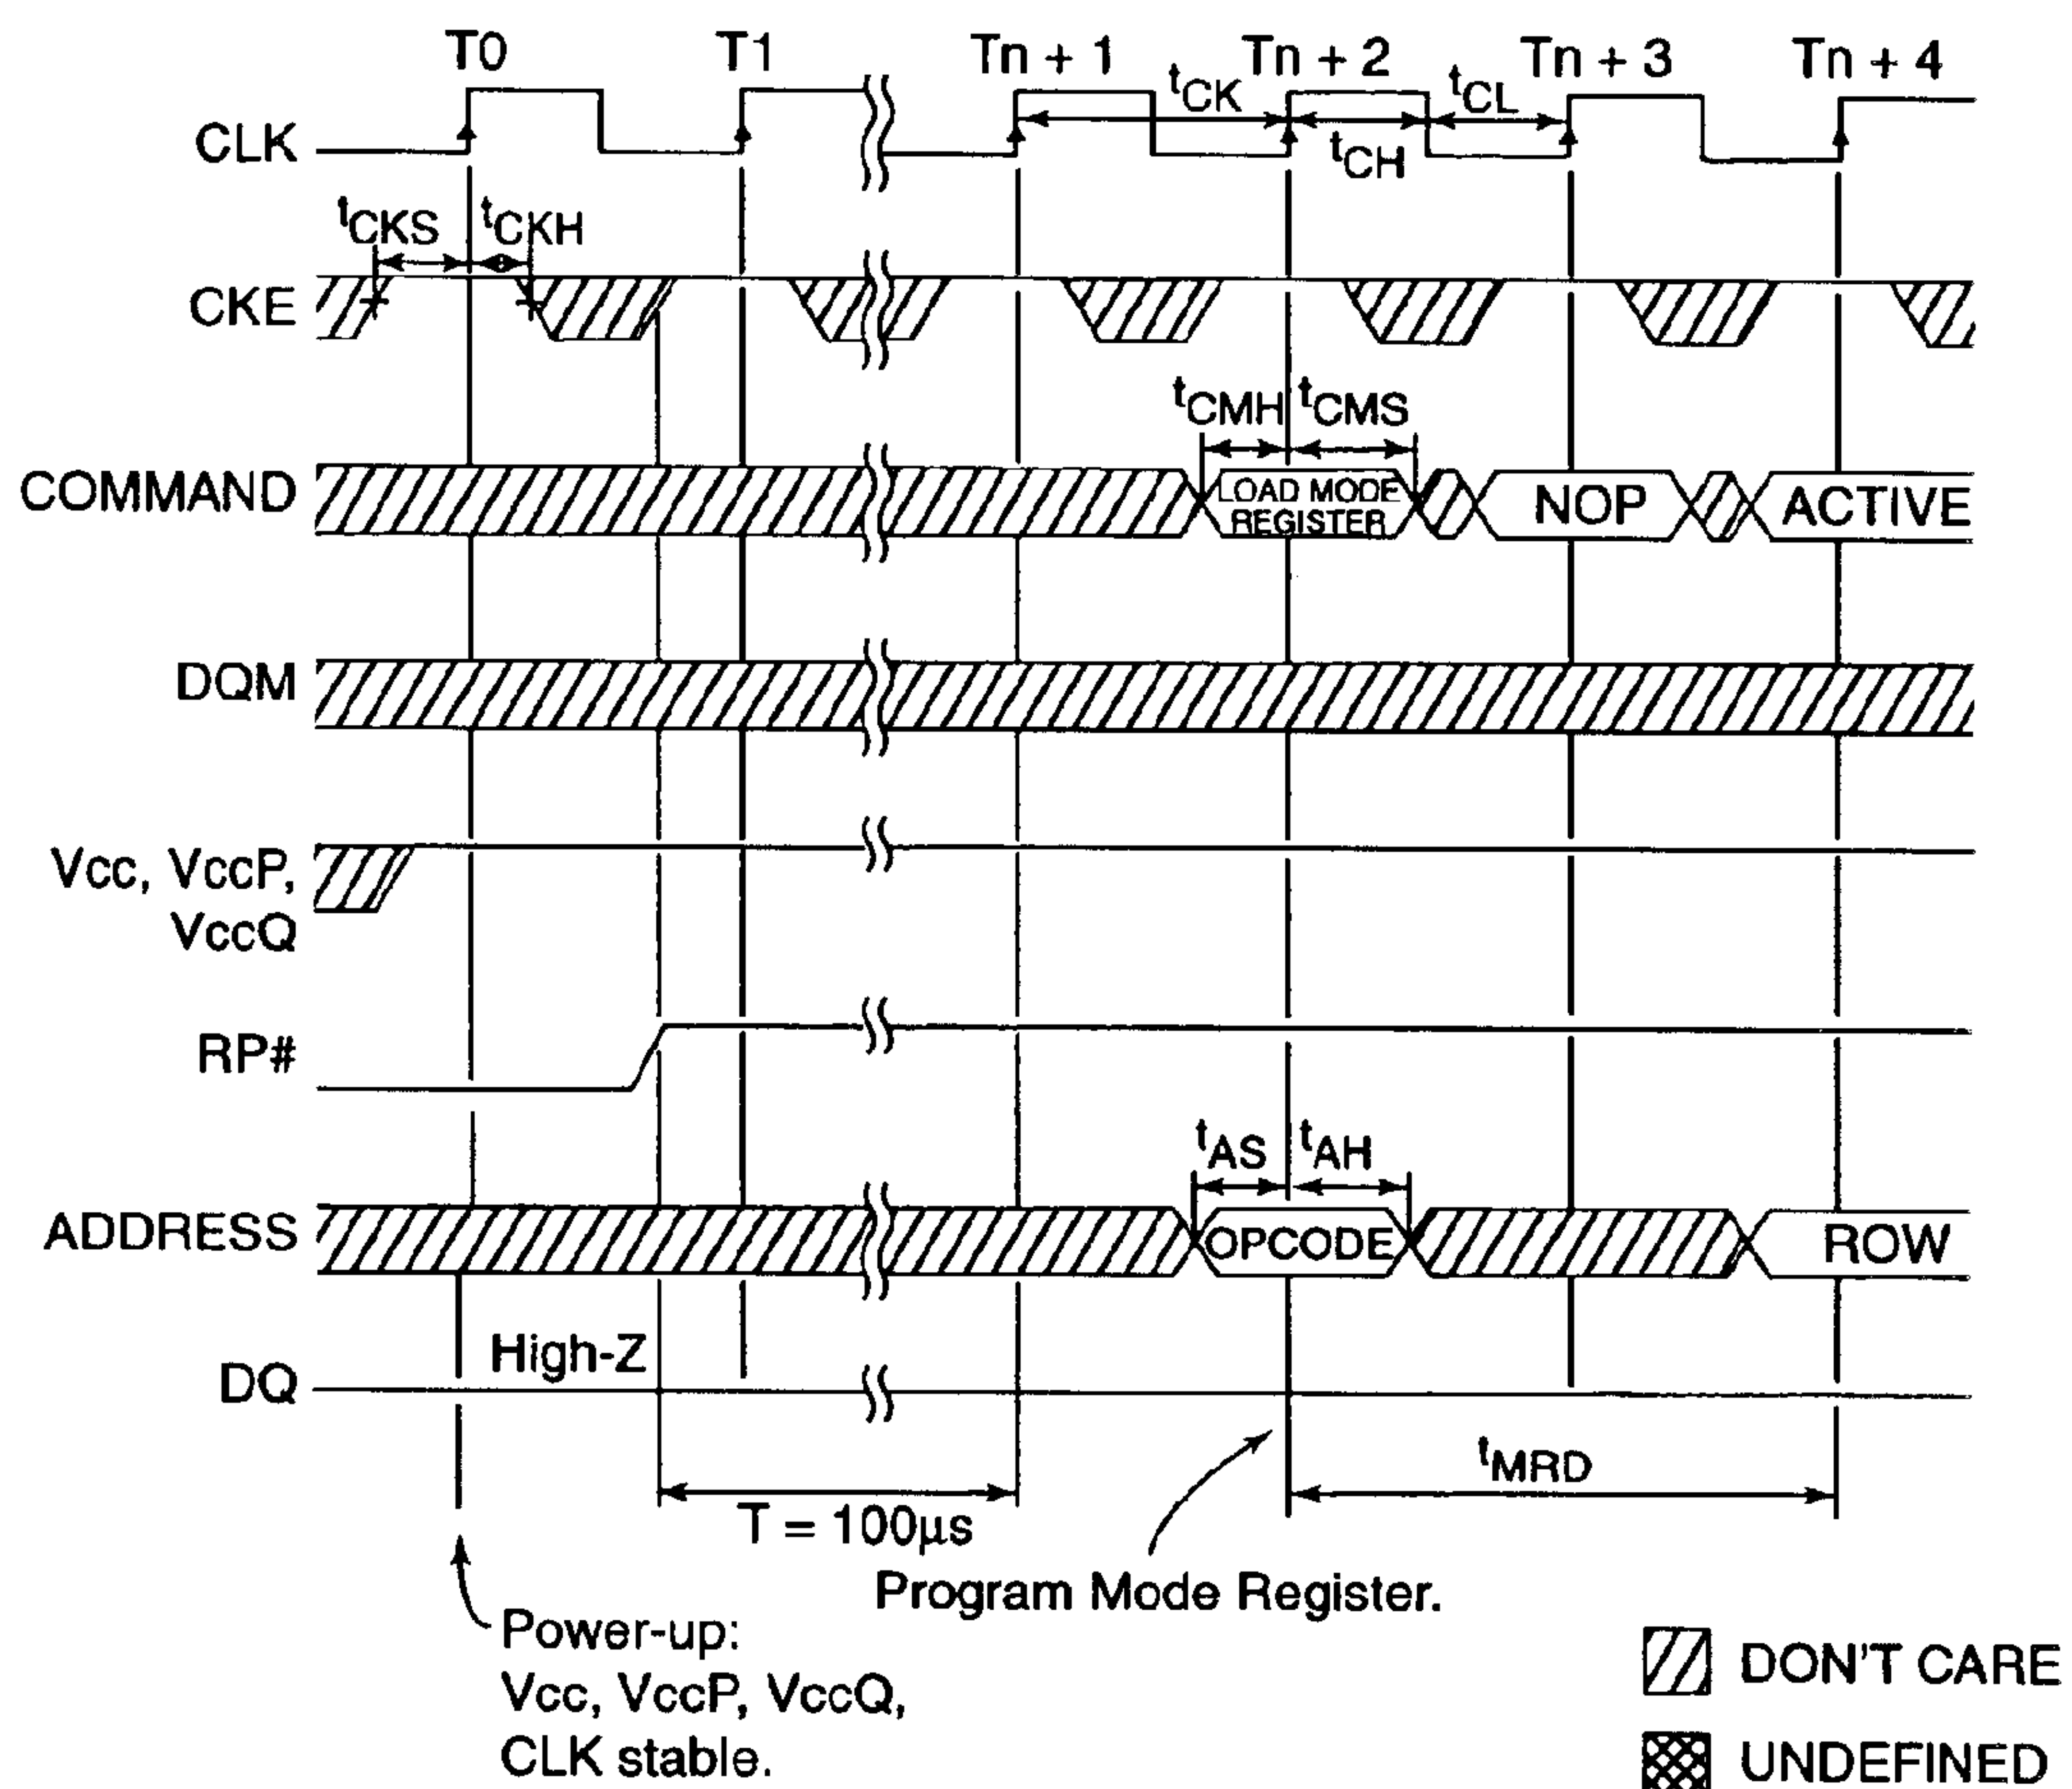 T0 T1 Tn + 1 Tn + 2 Tn + 3 Tn + 4
tCK tCL
CLK
tCH
tCKS tCKH
CKE
tCMH tCMS
COMMAND LOAD MODE REGISTER NOP ACTIVE
DQM
Vcc, VccP,
VccQ
RP#
tAS tAH
ADDRESS OPCODE ROW
High-Z
DQ
tMRD
T = 100µs
Program Mode Register.
Power-up:
Vcc, VccP, VccQ,
CLK stable.
DON'T CARE
UNDEFINED